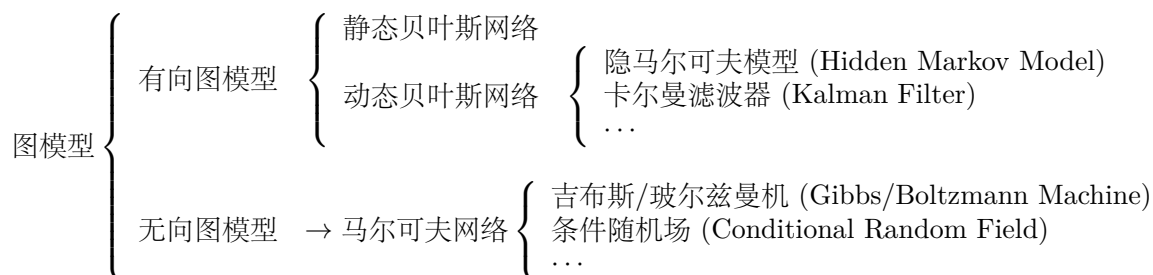 静态贝叶斯网络
隐马尔可夫模型 (Hidden Markov Model)
有向图模型
动态贝叶斯网络
卡尔曼滤波器 (Kalman Filter)
...
图模型
吉布斯/玻尔兹曼机 (Gibbs/Boltzmann Machine)
无向图模型 → 马尔可夫网络
条件随机场 (Conditional Random Field)
...